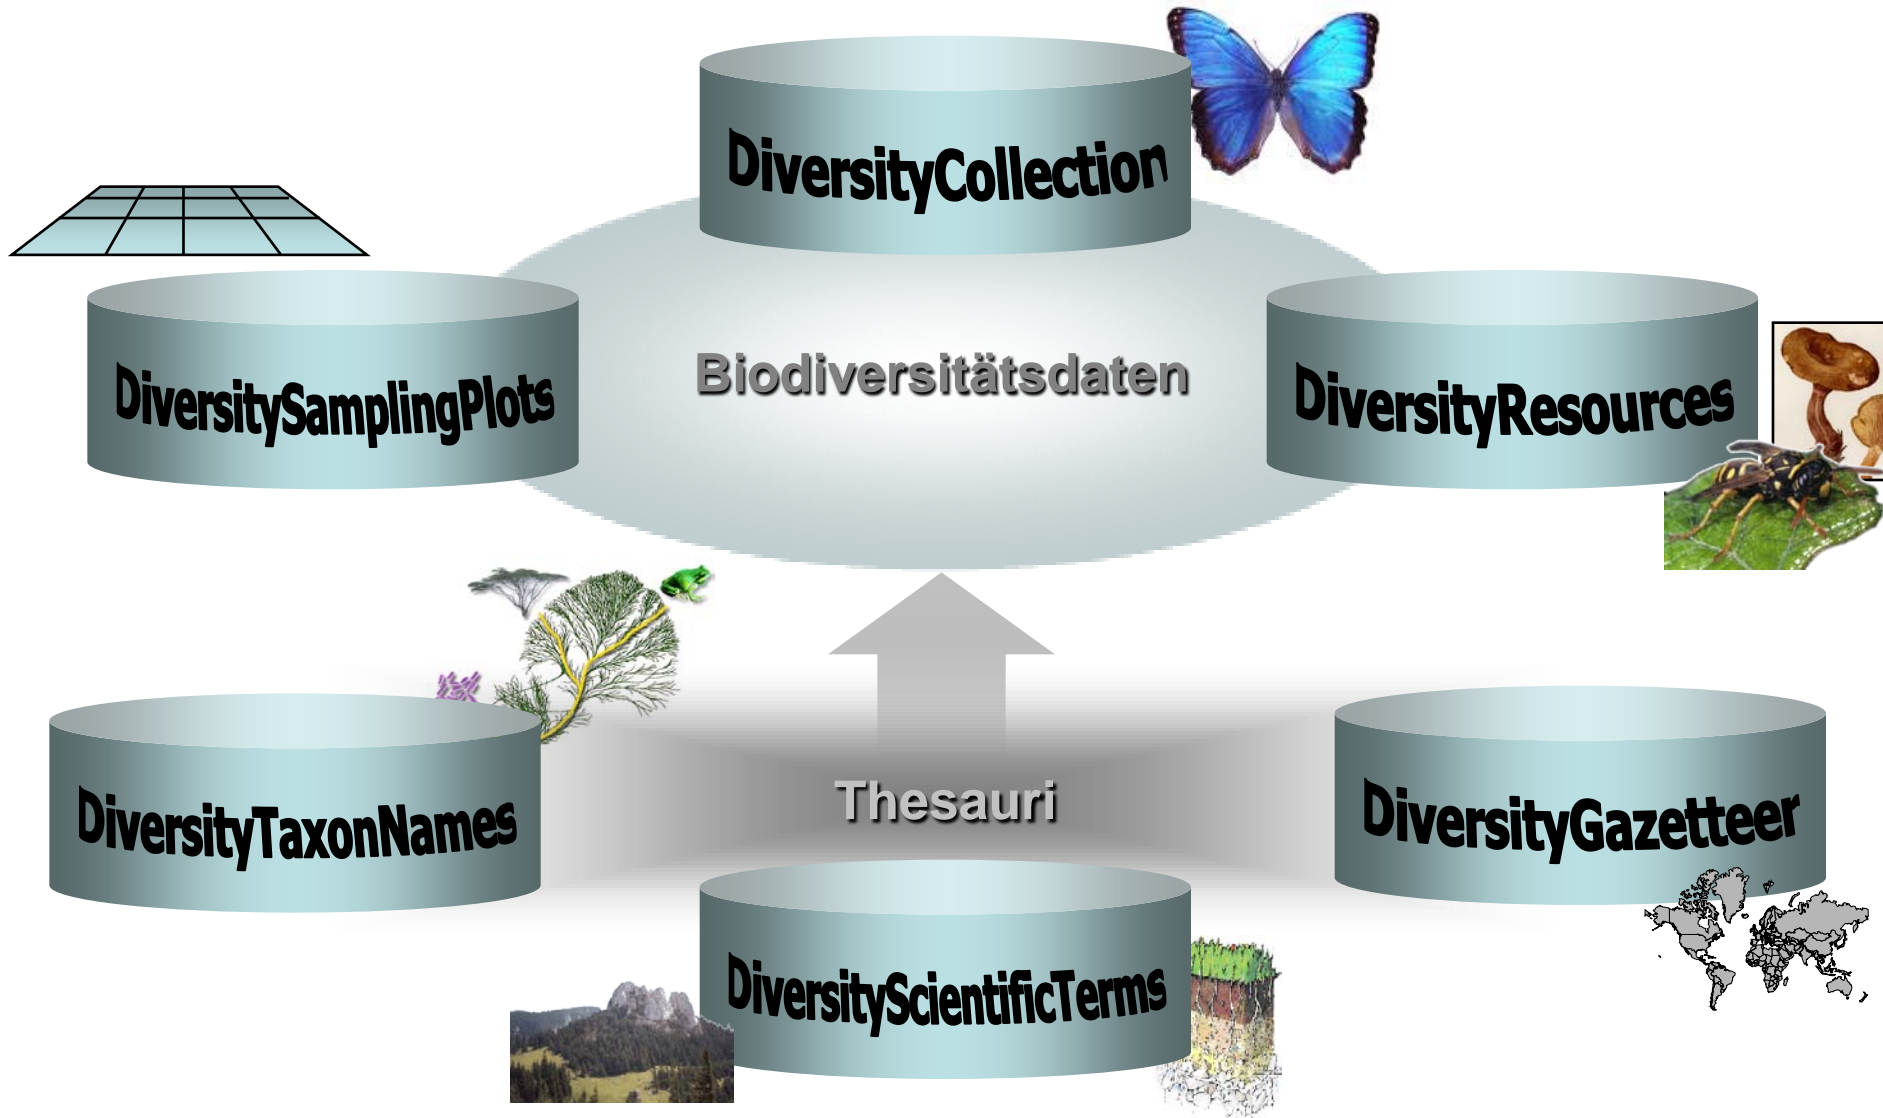 DiversityCollection
DiversitySamplingPlots
Biodiversitätsdaten
DiversityResources
DiversityTaxonNames
Thesauri
DiversityGazetteer
DiversityScientificTerms